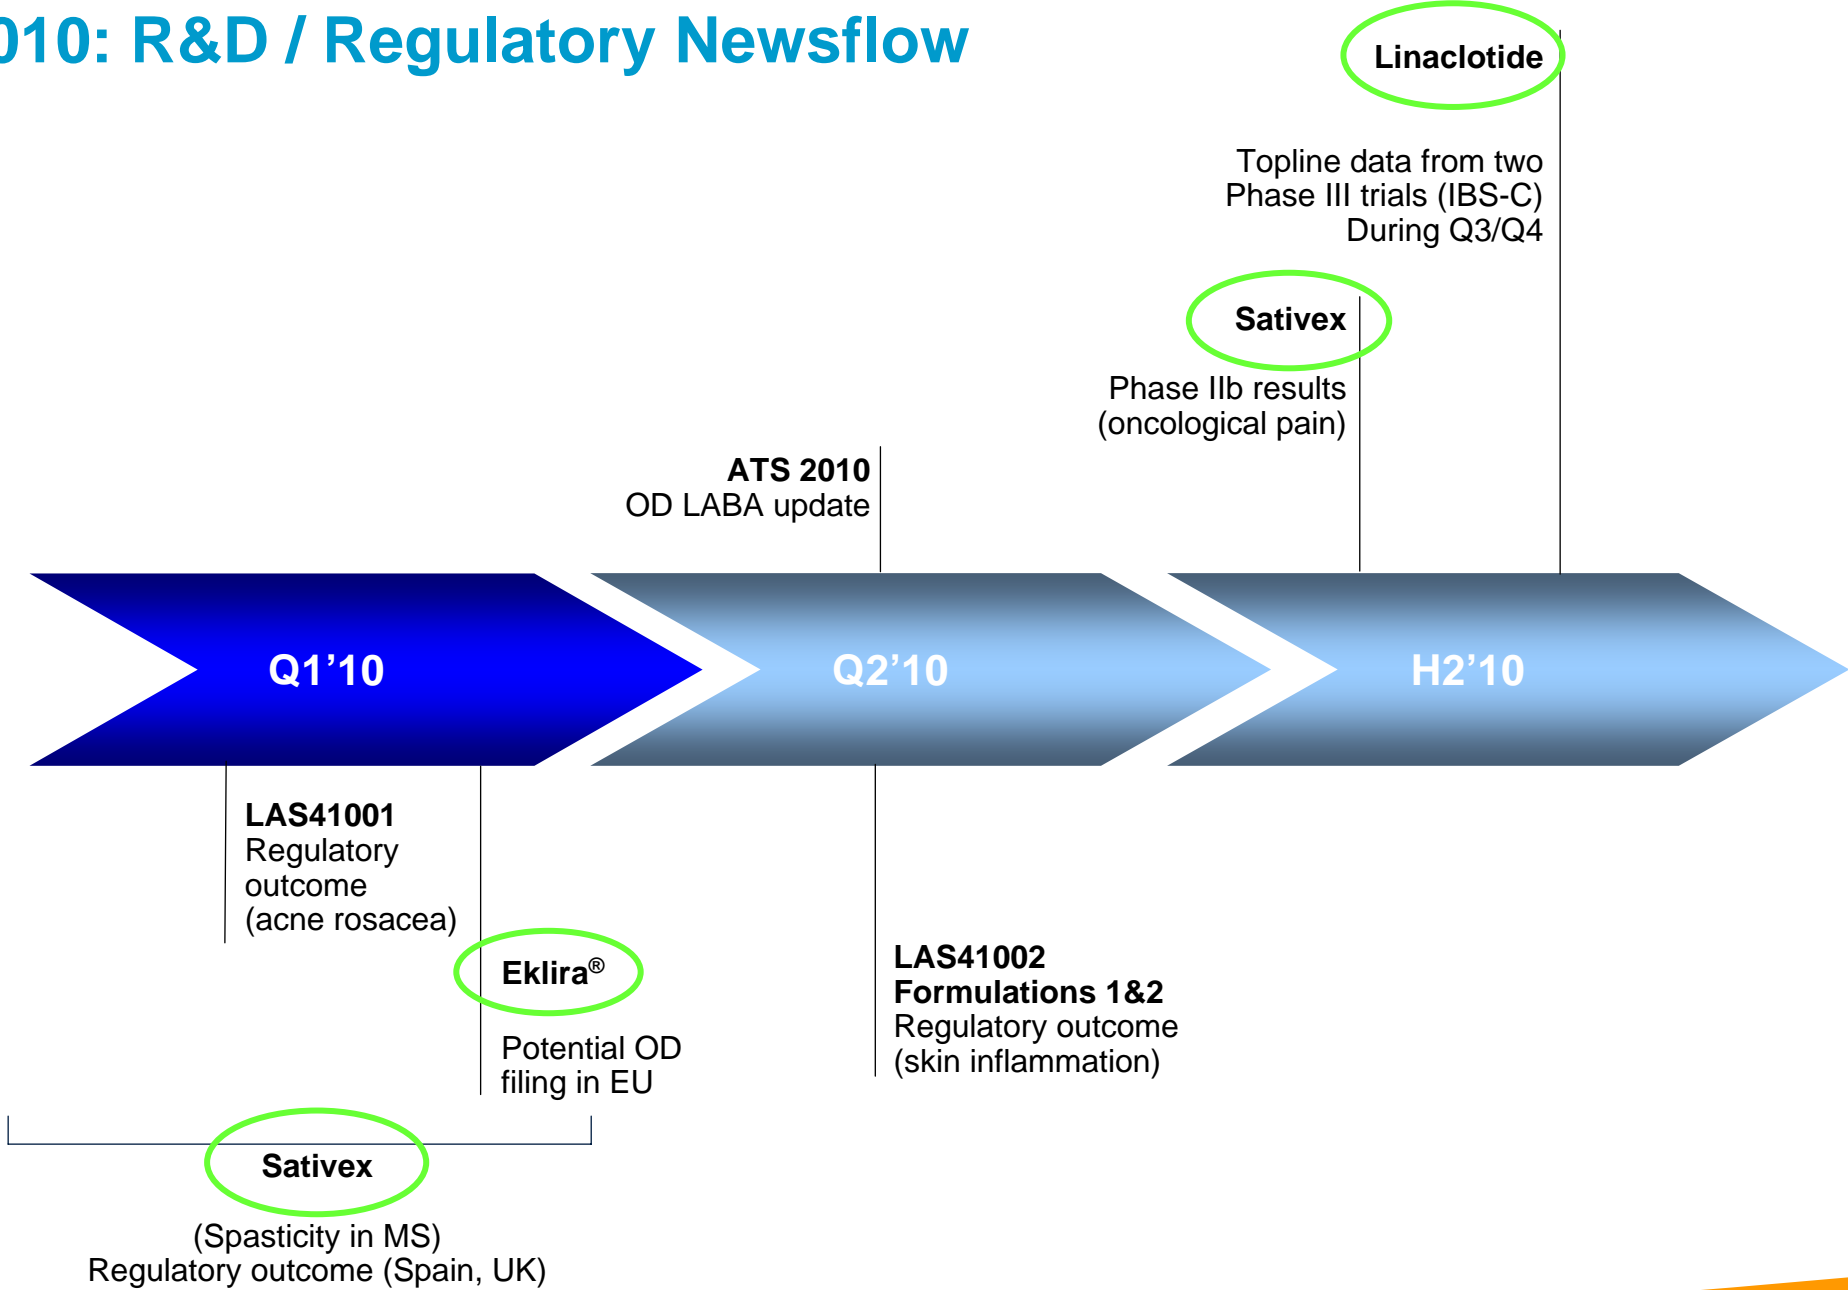 010: R&D / Regulatory Newsflow
Linaclotide
Topline data from two
Phase III trials (IBS-C)
During Q3/Q4
Sativex
Phase IIb results
(oncological pain)
ATS 2010
OD LABA update
Q1’10
Q2’10
H2’10
LAS41001
Regulatory
outcome
(acne rosacea)
Eklira®
Potential OD
filing in EU
LAS41002
Formulations 1&2
Regulatory outcome
(skin inflammation)
Sativex
(Spasticity in MS)
Regulatory outcome (Spain, UK)